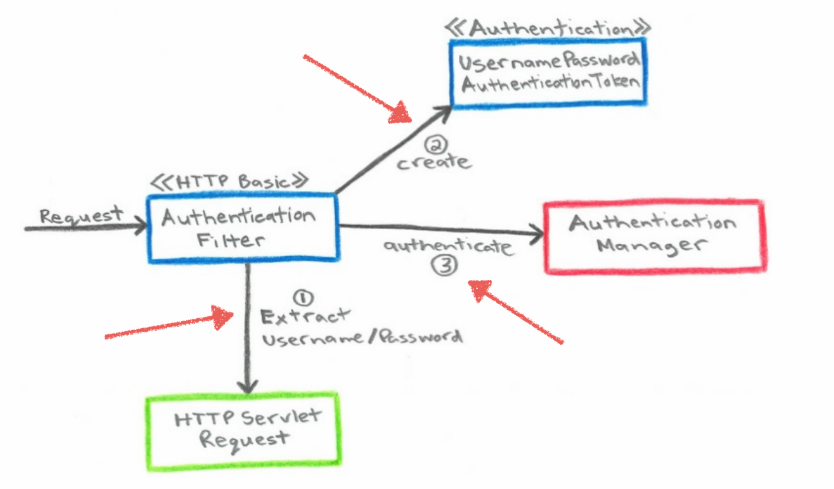 «Authentication»
UsernamePassword
AuthenticationToken
②
create
«HTTP Basic»
Request
Authentication
Filter
authenticate
③
Authentication
Manager
①
Extract
Username/Password
HTTP Servlet
Request